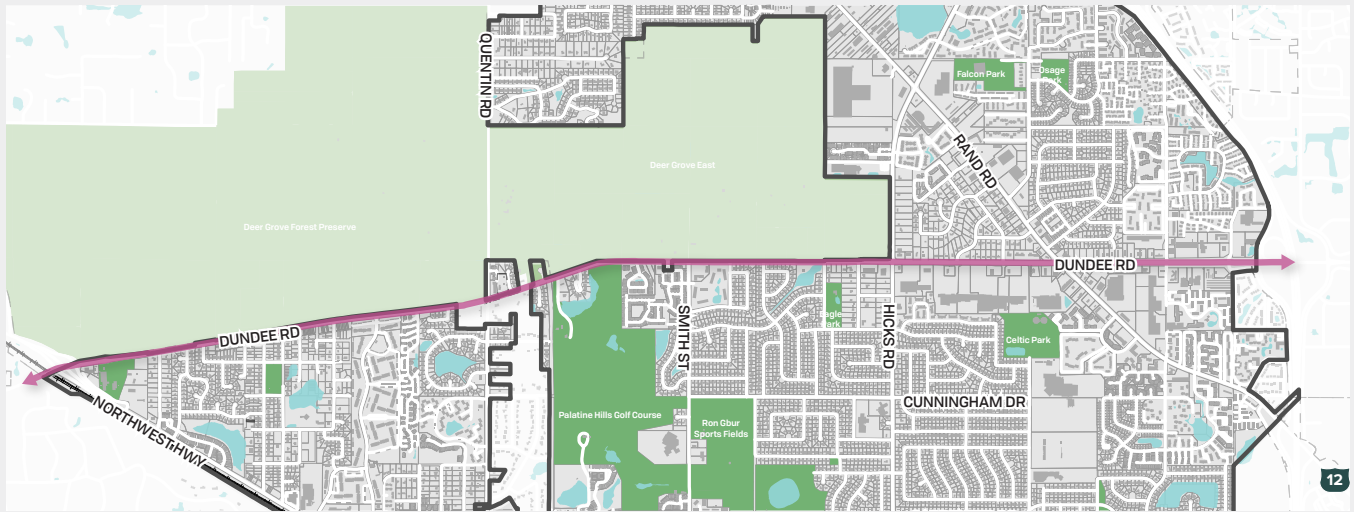 QUENTIN RD
Falcon Park
Osage
Park
RAND RD
Deer Grove East
Deer Grove Forest Preserve
DUNDEE RD
DUNDEE RD
SMITH ST
HICKS RD
Celtic Park
NORTHWEST HWY
CUNNINGHAM DR
Palatine Hills Golf Course
Ron Gbur
Sports Fields
12